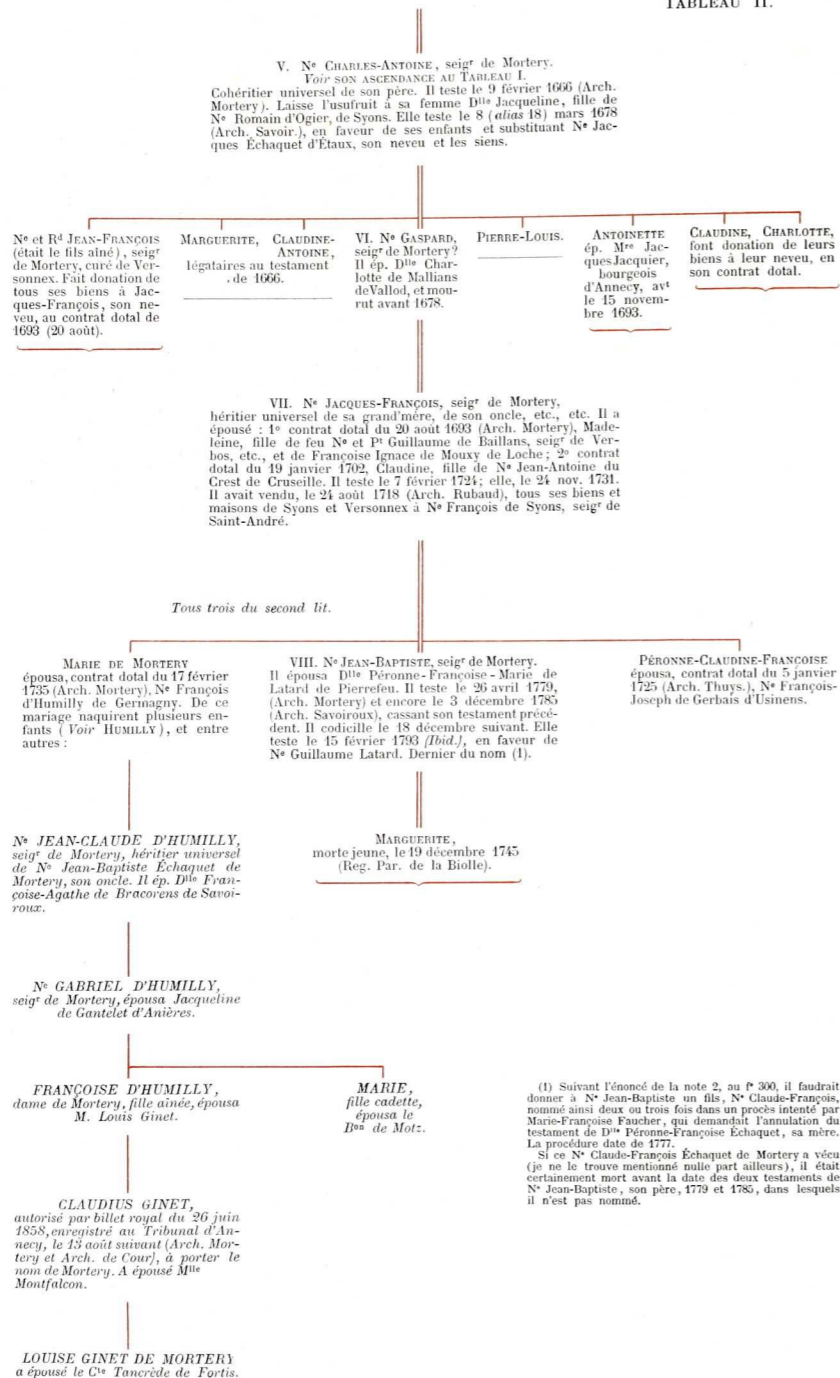 TABLEAU II.
V. Nᵉ CHARLES-ANTOINE, seigʳ de Mortery.
Voir SON ASCENDANCE AU TABLEAU I.
Cohéritier universel de son père. Il teste le 9 février 1666 (Arch.
Mortery). Laisse l'usufruit à sa femme Dˡˡᵉ Jacqueline, fille de
Nᵉ Romain d'Ogier, de Syons. Elle teste le 8 (alias 18) mars 1678
(Arch. Savoir.), en faveur de ses enfants et substituant Nᵉ Jac-
ques Échaquet d'Étaux, son neveu et les siens.
Nᵉ et Rᵈ JEAN-FRANÇOIS
(était le fils aîné), seigʳ
de Mortery, curé de Ver-
sonnex. Fait donation de
tous ses biens à Jac-
ques-François, son ne-
veu, au contrat dotal de
1693 (20 août).
MARGUERITE, CLAUDINE-
ANTOINE,
légataires au testament
de 1666.
VI. Nᵉ GASPARD,
seigʳ de Mortery?
Il ép. Dˡˡᵉ Char-
lotte de Mallians
de Vallod, et mou-
rut avant 1678.
PIERRE-LOUIS.
ANTOINETTE
ép. Mʳᵉ Jac-
ques Jacquier,
bourgeois
d'Annecy, avᵗ
le 15 novem-
bre 1693.
CLAUDINE, CHARLOTTE,
font donation de leurs
biens à leur neveu, en
son contrat dotal.
VII. Nᵉ JACQUES-FRANÇOIS, seigʳ de Mortery,
héritier universel de sa grand'mère, de son oncle, etc., etc. Il a
épousé : 1º contrat dotal du 20 août 1693 (Arch. Mortery), Made-
leine, fille de feu Nᵉ et Pᵗ Guillaume de Baillans, seigʳ de Ver-
bos, etc., et de Françoise Ignace de Mouxy de Loche ; 2º contrat
dotal du 19 janvier 1702, Claudine, fille de Nᵉ Jean-Antoine du
Crest de Cruseille. Il teste le 7 février 1724; elle, le 24 nov. 1731.
Il avait vendu, le 24 août 1718 (Arch. Rubaud), tous ses biens et
maisons de Syons et Versonnex à Nᵉ François de Syons, seigʳ de
Saint-André.
Tous trois du second lit.
MARIE DE MORTERY
épousa, contrat dotal du 17 février
1735 (Arch. Mortery), Nᵉ François
d'Humilly de Germagny. De ce
mariage naquirent plusieurs en-
fants (Voir HUMILLY), et entre
autres :
VIII. Nᵉ JEAN-BAPTISTE, seigʳ de Mortery.
Il épousa Dˡˡᵉ Péronne-Françoise-Marie de
Latard de Pierrefeu. Il teste le 26 avril 1779,
(Arch. Mortery) et encore le 3 décembre 1785
(Arch. Savoiroux), cassant son testament précé-
dent. Il codicille le 18 décembre suivant. Elle
teste le 15 février 1793 (Ibid.), en faveur de
Nᵉ Guillaume Latard. Dernier du nom (1).
PÉRONNE-CLAUDINE-FRANÇOISE
épousa, contrat dotal du 5 janvier
1725 (Arch. Thuys.), Nᵉ François-
Joseph de Gerbais d'Usinens.
Nᵉ JEAN-CLAUDE D'HUMILLY,
seigʳ de Mortery, héritier universel
de Nᵉ Jean-Baptiste Échaquet de
Mortery, son oncle. Il ép. Dˡˡᵉ Fran-
çoise-Agathe de Bracorens de Savoi-
roux.
MARGUERITE,
morte jeune, le 19 décembre 1745
(Reg. Par. de la Biolle).
Nᵉ GABRIEL D'HUMILLY,
seigʳ de Mortery, épousa Jacqueline
de Gantelet d'Anières.
FRANÇOISE D'HUMILLY,
dame de Mortery, fille aînée, épousa
M. Louis Ginet.
MARIE,
fille cadette,
épousa le
Bᵒⁿ de Motz.
(1) Suivant l'énoncé de la note 2, au fº 300, il faudrait
donner à Nᵉ Jean-Baptiste un fils, Nᵉ Claude-François,
nommé ainsi deux ou trois fois dans un procès intenté par
Marie-Françoise Faucher, qui demandait l'annulation du
testament de Dˡˡᵉ Péronne-Françoise Échaquet, sa mère.
La procédure date de 1777.
Si ce Nᵉ Claude-François Échaquet de Mortery a vécu
(je ne le trouve mentionné nulle part ailleurs), il était
certainement mort avant la date des deux testaments de
Nᵉ Jean-Baptiste, son père, 1779 et 1785, dans lesquels
il n'est pas nommé.
CLAUDIUS GINET,
autorisé par billet royal du 26 juin
1858, enregistré au Tribunal d'An-
necy, le 13 août suivant (Arch. Mor-
tery et Arch. de Cour), à porter le
nom de Mortery. A épousé Mˡˡᵉ
Montfalcon.
LOUISE GINET DE MORTERY
a épousé le Cᵗᵉ Tancrède de Fortis.